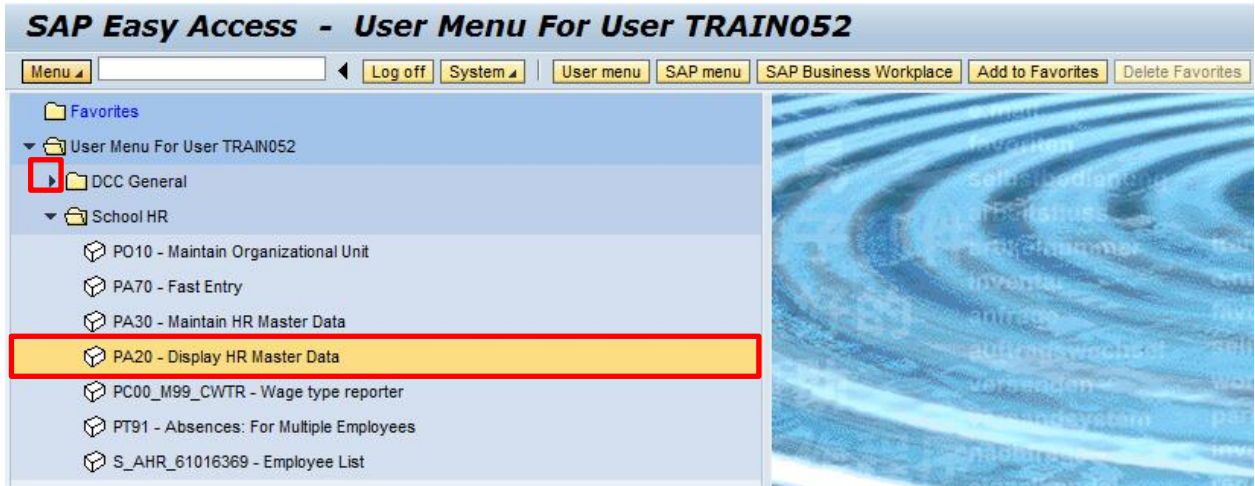 SAP Easy Access - User Menu For User TRAIN052
Menu Log off System User menu SAP menu SAP Business Workplace Add to Favorites Delete Favorites
Favorites
User Menu For User TRAIN052
DCC General
School HR
PO10 - Maintain Organizational Unit
PA70 - Fast Entry
PA30 - Maintain HR Master Data
PA20 - Display HR Master Data
PC00_M99_CWTR - Wage type reporter
PT91 - Absences: For Multiple Employees
S_AHR_61016369 - Employee List